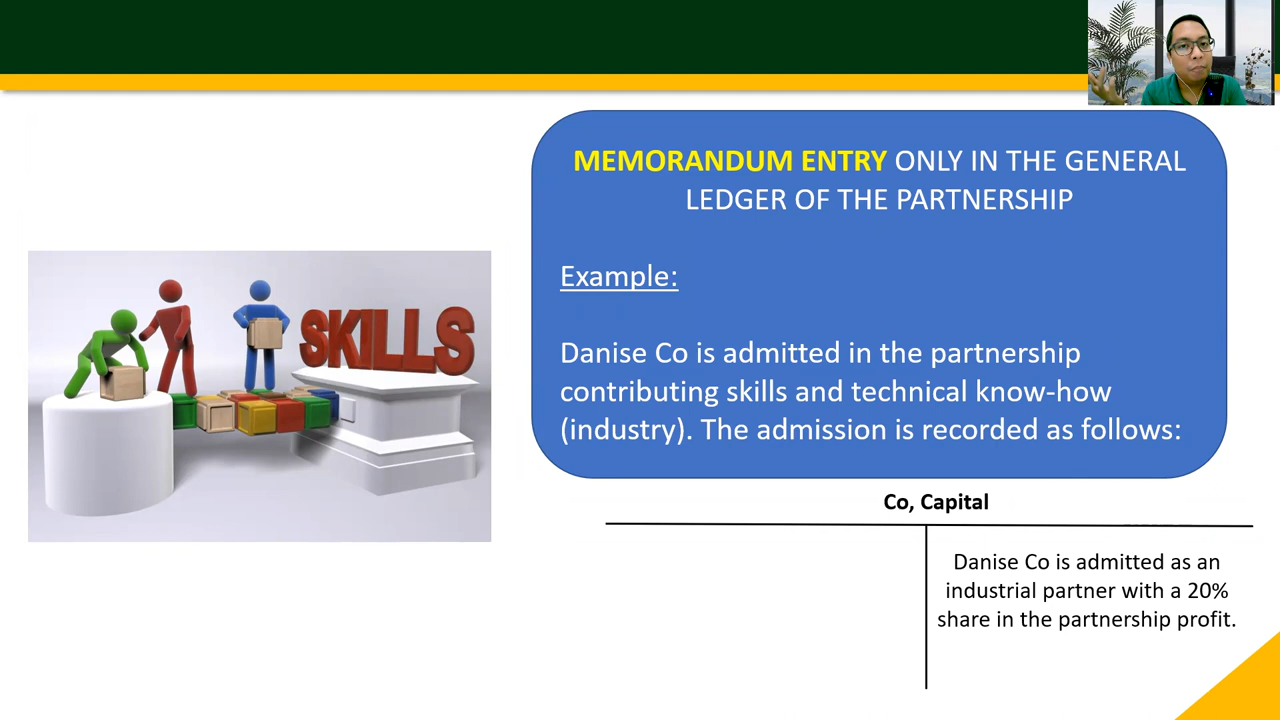 MEMORANDUM ENTRY ONLY IN THE GENERAL
LEDGER OF THE PARTNERSHIP
Example:
Danise Co is admitted in the partnership
contributing skills and technical know-how
(industry). The admission is recorded as follows:
SKILLS
Co, Capital
Danise Co is admitted as an
industrial partner with a 20%
share in the partnership profit.